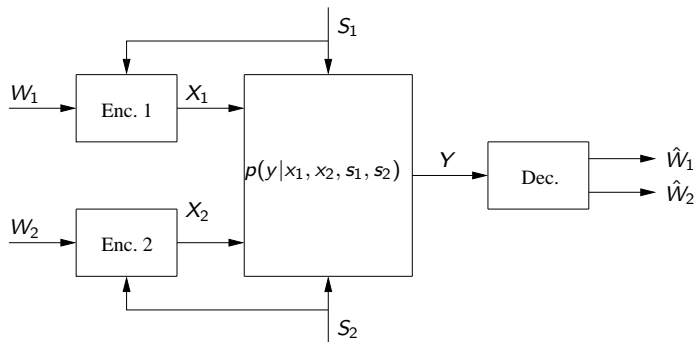 S₁
W₁
Enc. 1
X₁
p(y|x₁, x₂, s₁, s₂)
Y
Dec.
Ŵ₁
Ŵ₂
W₂
Enc. 2
X₂
S₂